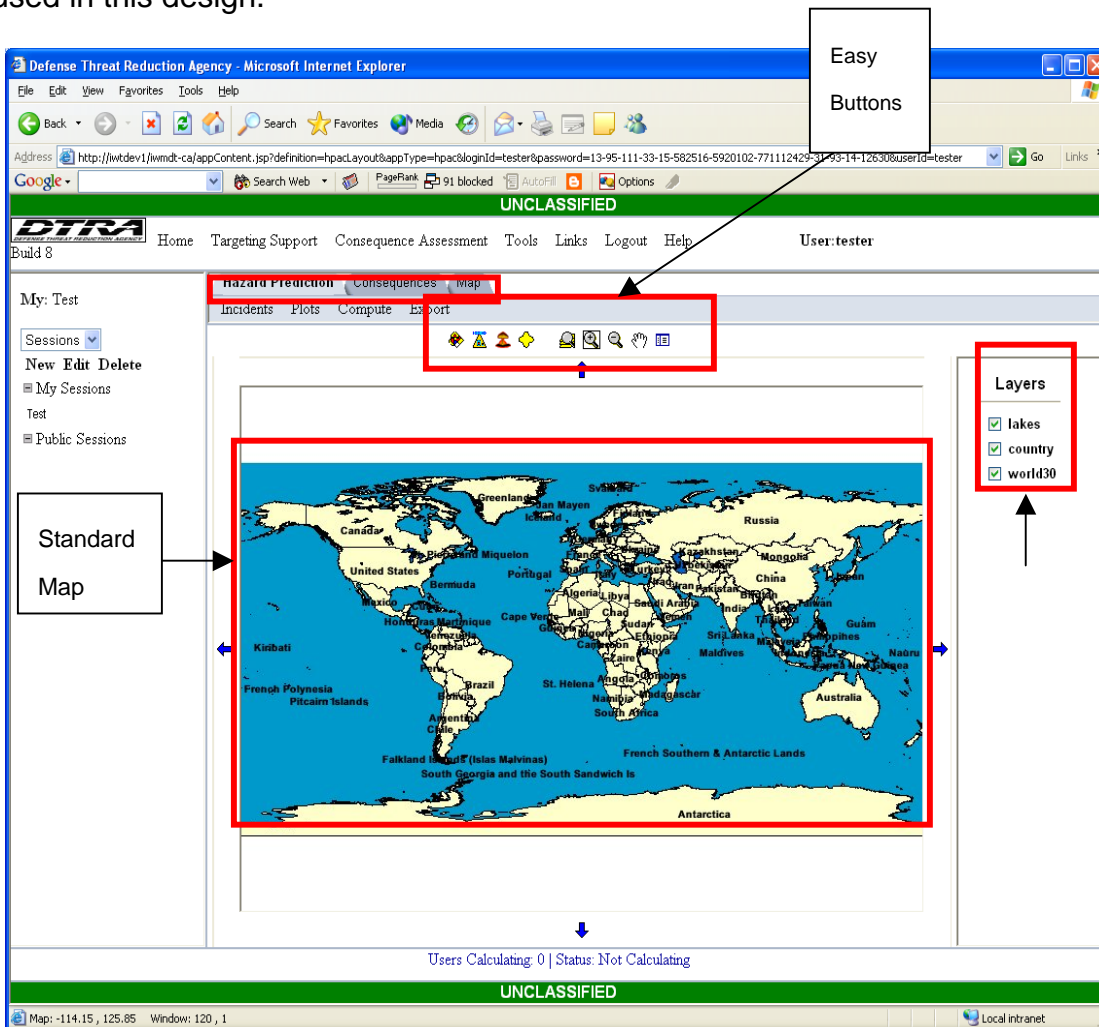 used in this design.
Easy
Buttons
Defense Threat Reduction Agency - Microsoft Internet Explorer
File Edit View Favorites Tools Help
Back Search Favorites Media
Address http://iwtdev1/iwmdt-ca/appContent.jsp?definition=hpacLayout&appType=hpac&loginId=tester&password=13-95-111-33-15-582516-5920102-771112429-31-93-14-12630&userId=tester Go Links
Google Search Web PageRank 91 blocked AutoFill Options
UNCLASSIFIED
DTRA
DEFENSE THREAT REDUCTION AGENCY
Home Targeting Support Consequence Assessment Tools Links Logout Help User:tester
Build 8
Hazard Prediction Consequences Map
My: Test
Incidents Plots Compute Export
Sessions
New Edit Delete
My Sessions
Test
Public Sessions
Layers
lakes
country
world30
Standard
Map
Greenland
Jan Mayen
Iceland
Russia
Canada
Miquelon
Kazakhstan
Mongolia
United States
Portugal
China
Bermuda
Mexico
Algeria
Libya
Saudi Arabia
India
Taiwan
Martinique
Mali
Chad
Sudan
Guam
Ethiopia
Sri Lanka
Colombia
Kiribati
Maldives
Nauru
Zaire
Kenya
Peru
Papua New Guinea
French Polynesia
Brazil
St. Helena
Angola
Comoros
Pitcairn Islands
Bolivia
Namibia
Madagascar
Australia
South Africa
Argentina
Chile
French Southern & Antarctic Lands
Falkland Islands (Islas Malvinas)
South Georgia and the South Sandwich Is
Antarctica
Users Calculating: 0 | Status: Not Calculating
UNCLASSIFIED
Map: -114.15 , 125.85 Window: 120 , 1 Local intranet